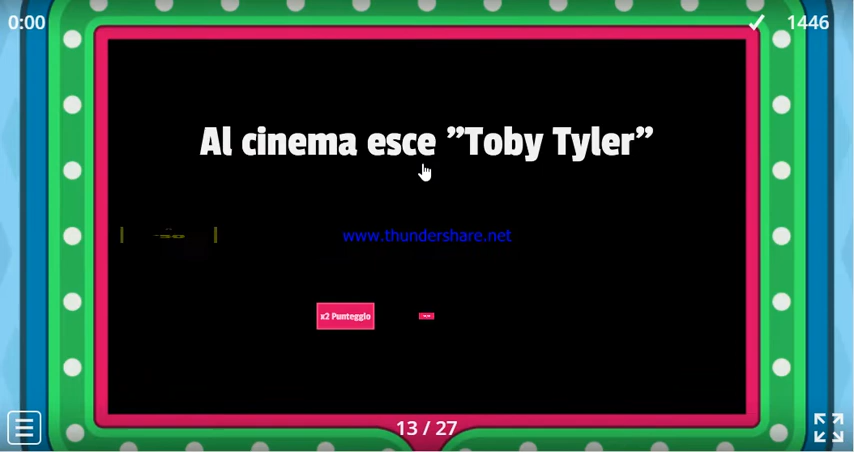 0:00
1446
Al cinema esce ”Toby Tyler”
www.thundershare.net
x2 Punteggio
13 / 27